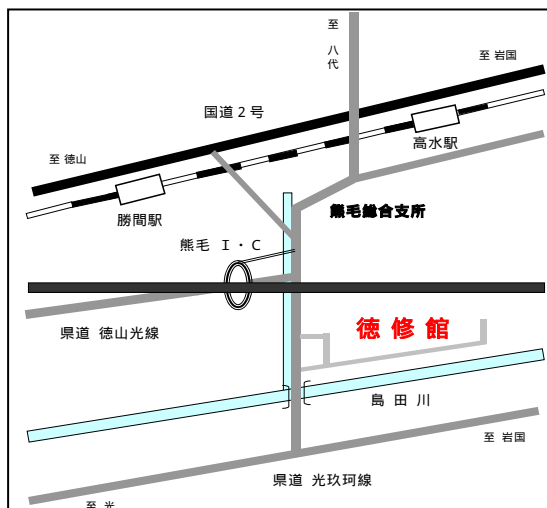 至
八
代
至 岩国
国道２号
高水駅
至 徳山
勝間駅
熊毛総合支所
熊毛 Ｉ・Ｃ
徳修館
県道 徳山光線
島 田 川
至 岩国
県道 光玖珂線
至 光